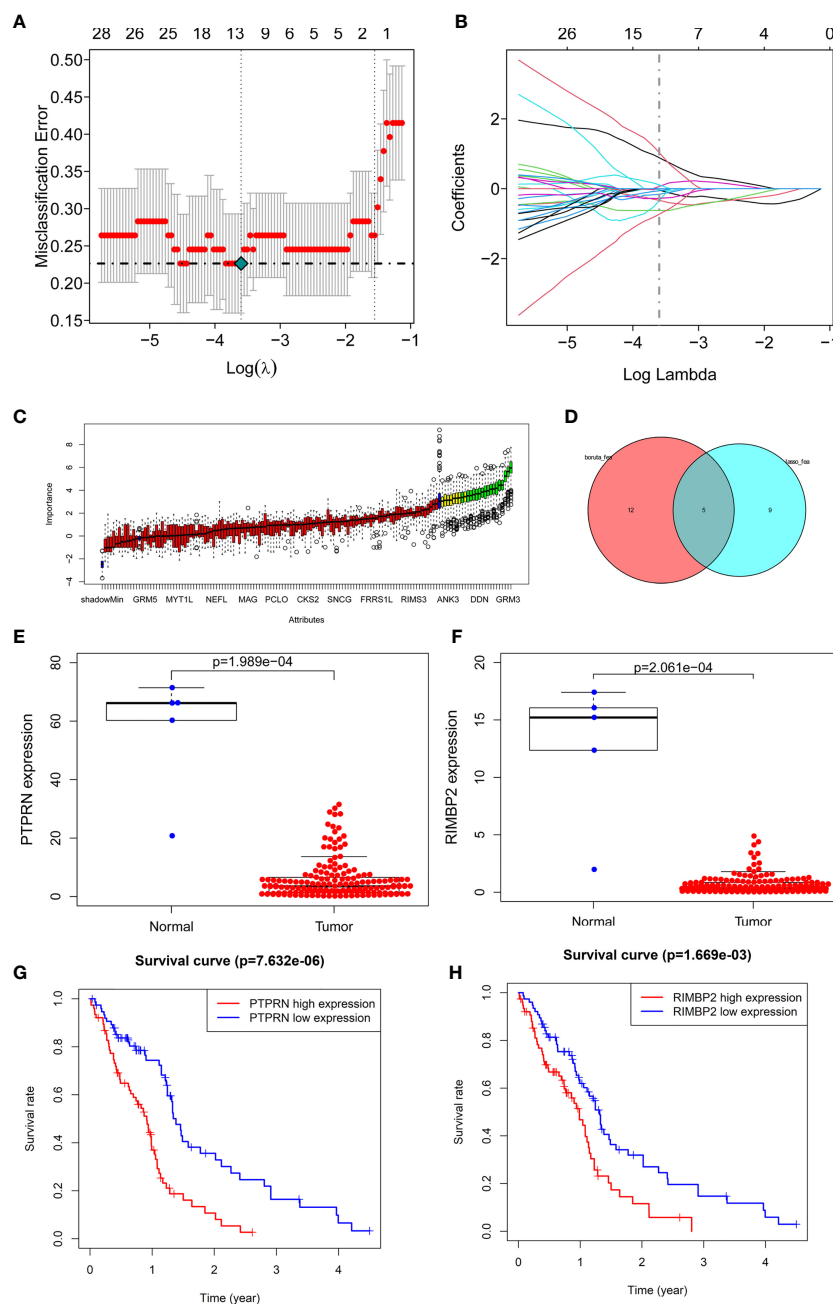 A
28 26 25 18 13 9 6 5 5 2 1
0.50
0.45
0.40
0.35
0.30
0.25
0.20
0.15
Misclassification Error
−5 −4 −3 −2 −1
Log(λ)
B
26 15 7 4 0
2
0
−2
Coefficients
−5 −4 −3 −2 −1
Log Lambda
C
8
6
4
2
0
−2
−4
Importance
shadowMin GRM5 MYT1L NEFL MAG PCLO CKS2 SNCG FRRS1L RIMS3 ANK3 DDN GRM3
Attributes
D
boruta_fea
lasso_fea
12 5 9
E
p=1.989e−04
80
60
40
20
0
PTPRN expression
Normal Tumor
F
p=2.061e−04
20
15
10
5
0
RIMBP2 expression
Normal Tumor
G
Survival curve (p=7.632e-06)
PTPRN high expression
PTPRN low expression
1.0
0.8
0.6
0.4
0.2
0.0
Survival rate
0 1 2 3 4
Time (year)
H
Survival curve (p=1.669e-03)
RIMBP2 high expression
RIMBP2 low expression
1.0
0.8
0.6
0.4
0.2
0.0
Survival rate
0 1 2 3 4
Time (year)